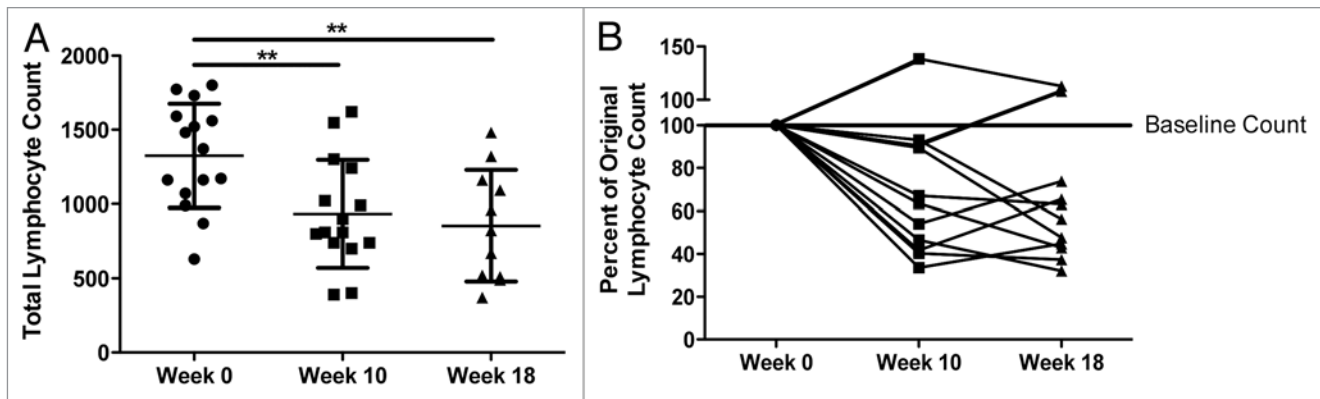 A
**
**
2000
1500
1000
500
0
Total Lymphocyte Count
Week 0
Week 10
Week 18
B
150
100
100
80
60
40
20
0
Percent of Original
Lymphocyte Count
Baseline Count
Week 0
Week 10
Week 18